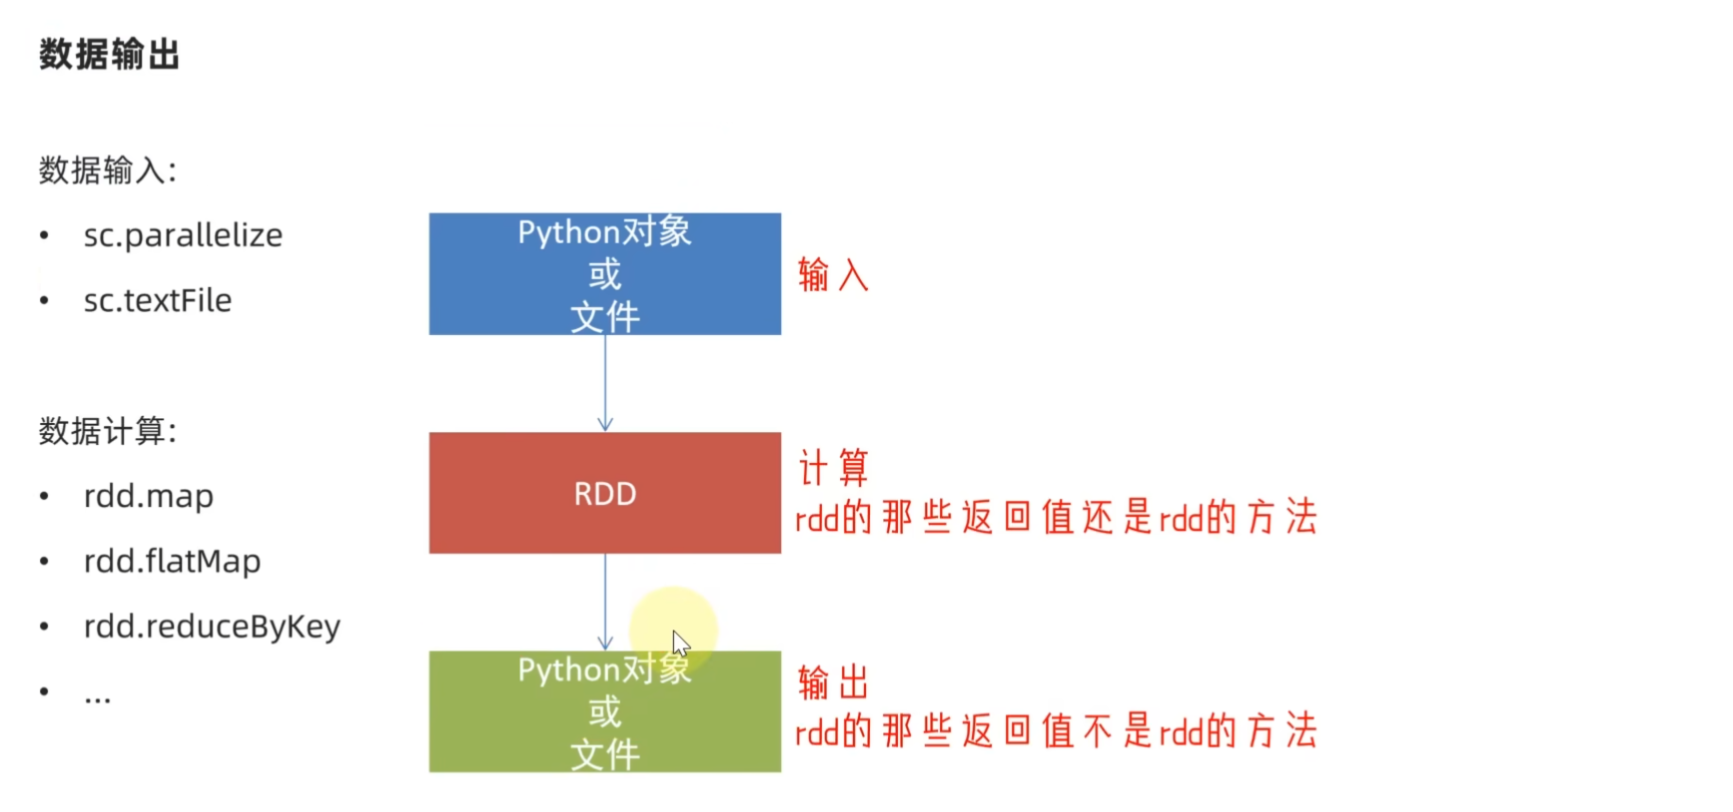 数据输出
数据输入：
• sc.parallelize
• sc.textFile
数据计算：
• rdd.map
• rdd.flatMap
• rdd.reduceByKey
• ...
Python对象
或
文件
输入
RDD
计算
rdd的那些返回值还是rdd的方法
Python对象
或
文件
输出
rdd的那些返回值不是rdd的方法